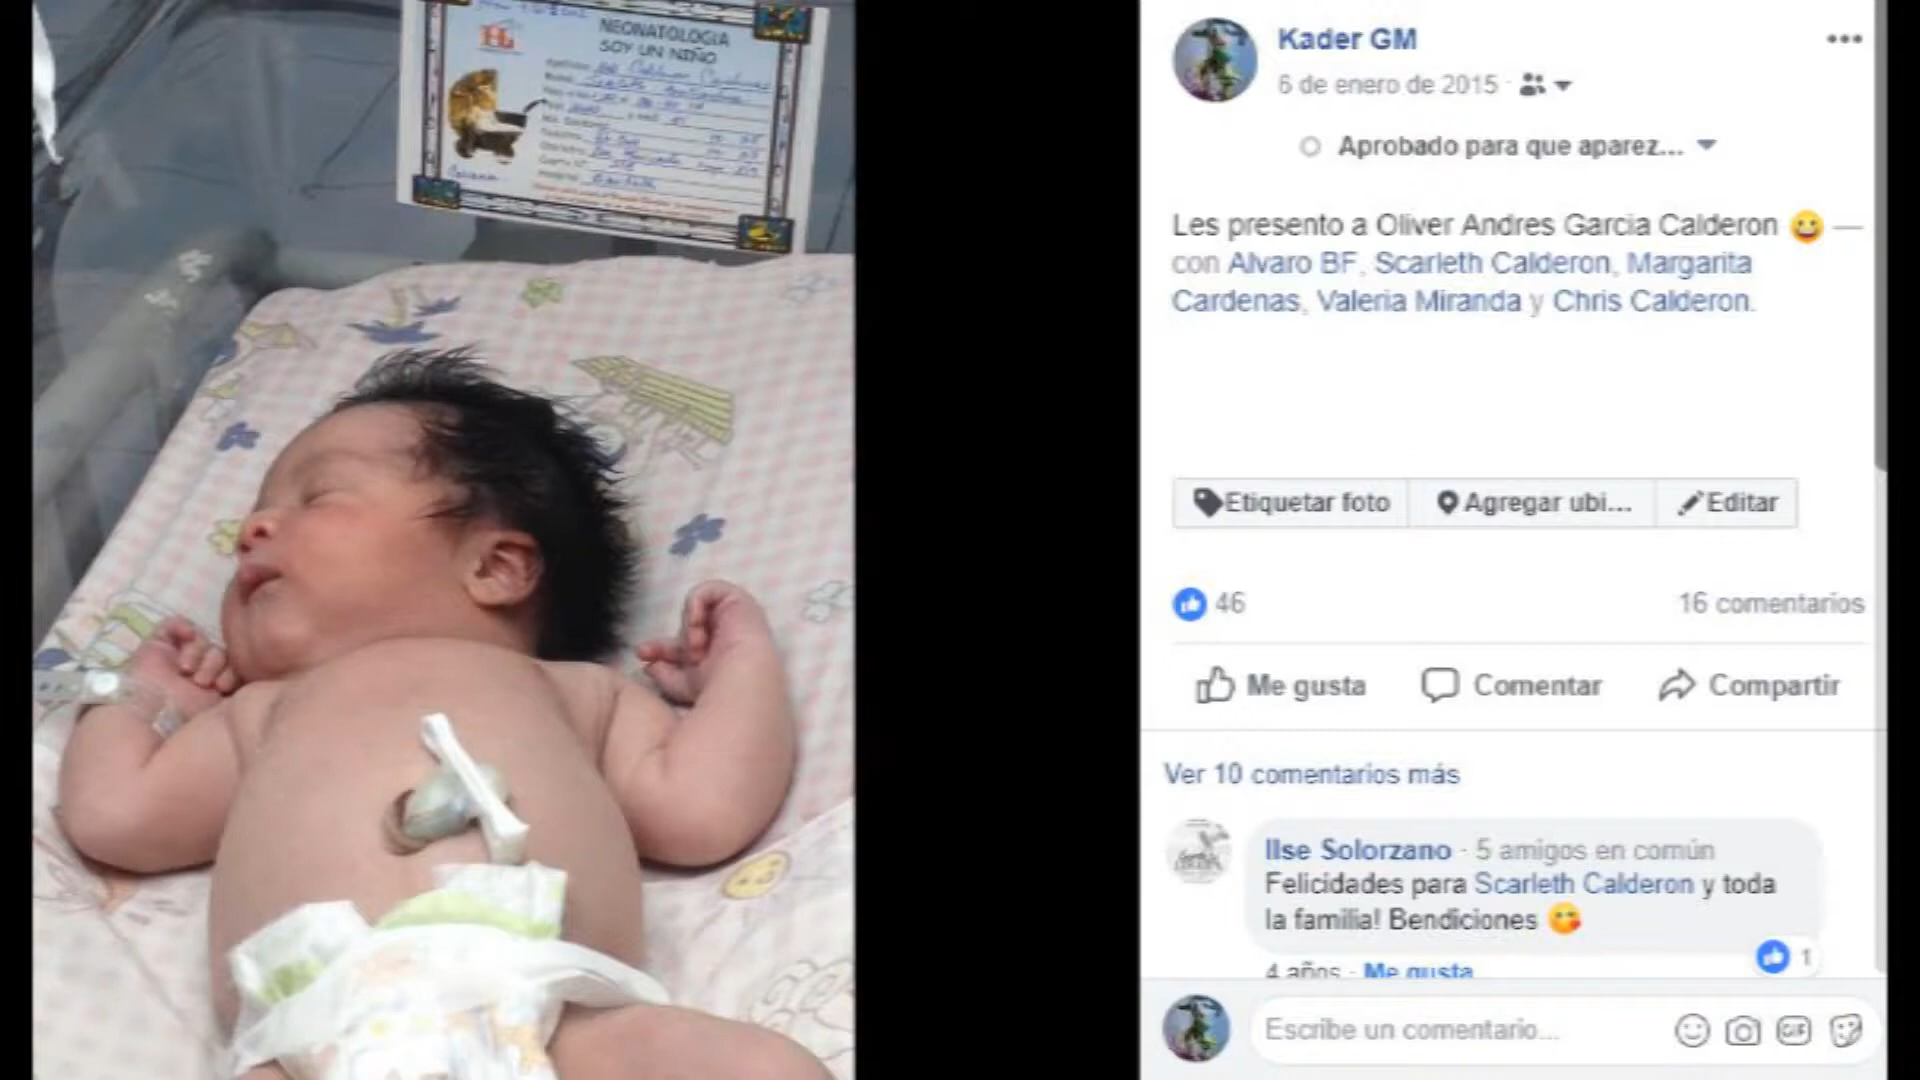 NEONATOLOGIA
SOY UN NIÑO
Kader GM
6 de enero de 2015 ·
Aprobado para que aparez...
Les presento a Oliver Andres Garcia Calderon 😀 —
con Alvaro BF, Scarleth Calderon, Margarita
Cardenas, Valeria Miranda y Chris Calderon.
Etiquetar foto
Agregar ubi...
Editar
46
16 comentarios
Me gusta
Comentar
Compartir
Ver 10 comentarios más
Ilse Solorzano · 5 amigos en común
Felicidades para Scarleth Calderon y toda
la familia! Bendiciones 😘
1
4 años · Me gusta
Escribe un comentario...
GIF